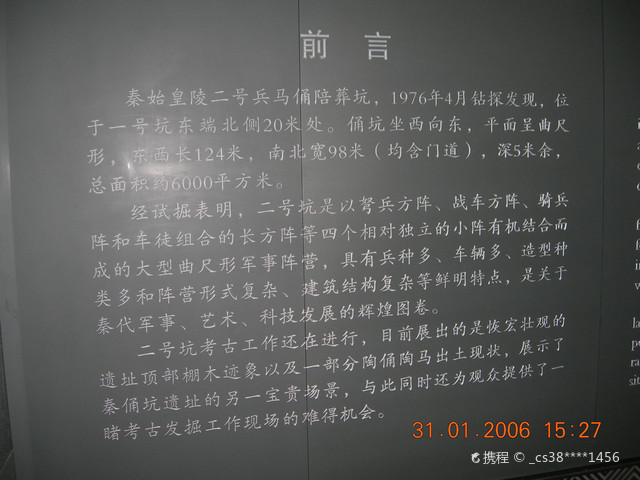 前 言
秦始皇陵二号兵马俑陪葬坑，1976年4月钻探发现，位
于一号坑东端北侧20米处。俑坑坐西向东，平面呈曲尺
形，东西长124米，南北宽98米（均含门道），深5米余，
总面积约6000平方米。
经试掘表明，二号坑是以弩兵方阵、战车方阵、骑兵
阵和车徒组合的长方阵等四个相对独立的小阵有机结合而
成的大型曲尺形军事阵营，具有兵种多、车辆多、造型种
类多和阵营形式复杂、建筑结构复杂等鲜明特点，是关于
秦代军事、艺术、科技发展的辉煌图卷。
二号坑考古工作还在进行，目前展出的是恢宏壮观的
遗址顶部棚木迹象以及一部分陶俑陶马出土现状，展示了
秦俑坑遗址的另一宝贵场景，与此同时还为观众提供了一
睹考古发掘工作现场的难得机会。
31.01.2006 15:27
携程 © _cs38****1456